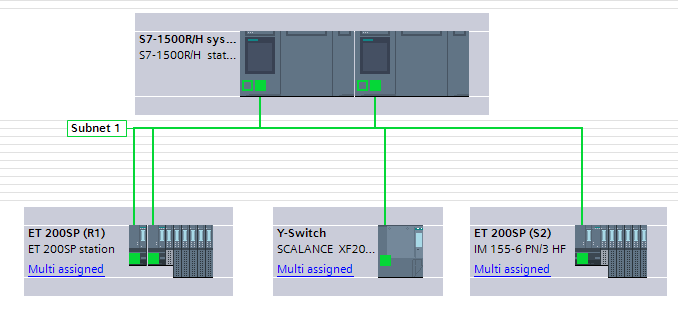 S7-1500R/H sys...
S7-1500R/H stat...
Subnet 1
ET 200SP (R1)
ET 200SP station
Multi assigned
Y-Switch
SCALANCE XF20...
Multi assigned
ET 200SP (S2)
IM 155-6 PN/3 HF
Multi assigned